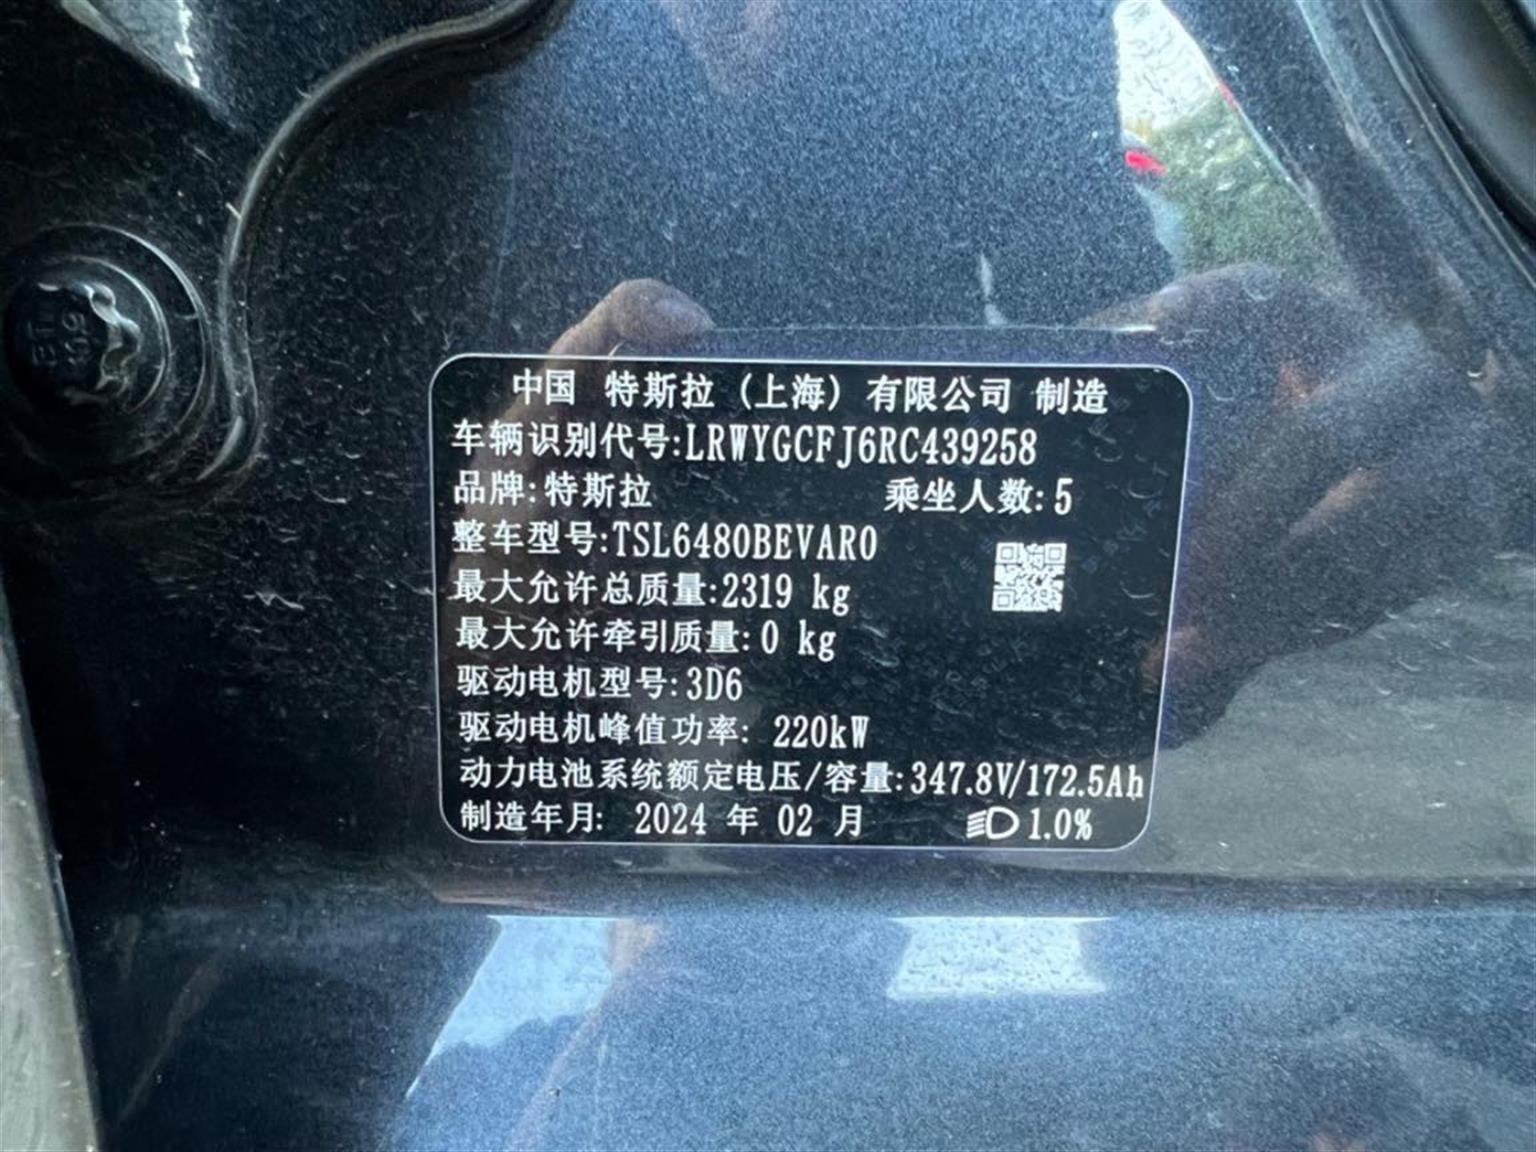 中国 特斯拉(上海)有限公司 制造
车辆识别代号:LRWYGCFJ6RC439258
品牌:特斯拉 乘坐人数:5
整车型号:TSL6480BEVAR0
最大允许总质量:2319 kg
最大允许牵引质量:0 kg
驱动电机型号:3D6
驱动电机峰值功率: 220kW
动力电池系统额定电压/容量:347.8V/172.5Ah
制造年月: 2024 年 02 月 1.0%